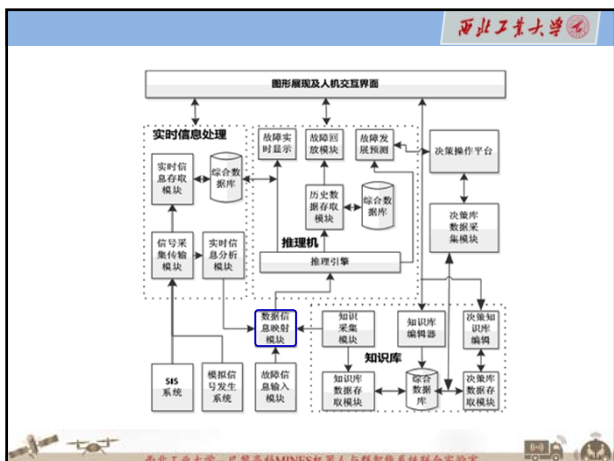 西北工业大学
图形展现及人机交互界面
实时信息处理
故障实
时显示
故障回
放模块
故障发
展预测
决策操作平台
实时信
息存取
模块
综合数
据库
历史数
据存取
模块
综合数
据库
决策库
数据采
集模块
信号采
集传输
模块
实时信
息分析
模块
推理机
推理引擎
数据信
息映射
模块
知识
采集
模块
知识库
编辑器
决策知
识库
编辑
知识库
SIS
系统
模拟信
号发生
系统
故障信
息输入
模块
知识库
数据存
取模块
综合
数据
库
决策库
数据存
取模块